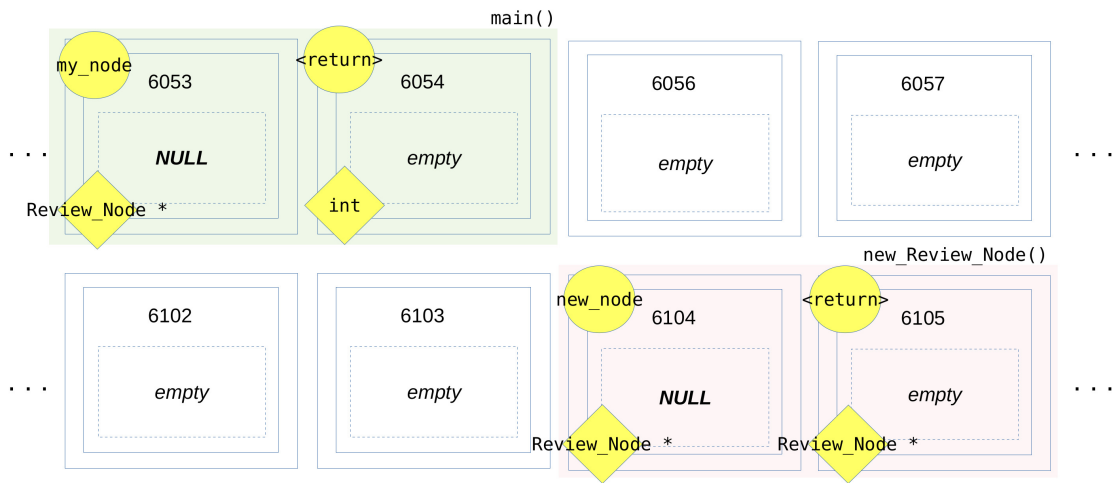 main()
my_node
<return>
6053
6054
6056
6057
...
NULL
empty
empty
empty
...
Review_Node *
int
new_Review_Node()
new_node
<return>
6102
6103
6104
6105
...
empty
empty
NULL
empty
...
Review_Node *
Review_Node *